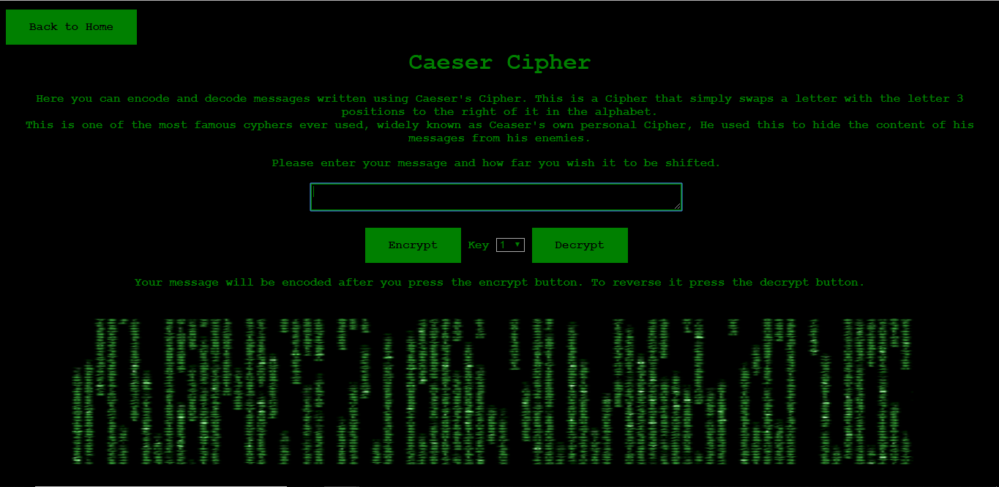 Back to Home
Caeser Cipher
Here you can encode and decode messages written using Caeser's Cipher. This is a Cipher that simply swaps a letter with the letter 3
positions to the right of it in the alphabet.
This is one of the most famous cyphers ever used, widely known as Ceaser's own personal Cipher, He used this to hide the content of his
messages from his enemies.
Please enter your message and how far you wish it to be shifted.
Encrypt Key 1 Decrypt
Your message will be encoded after you press the encrypt button. To reverse it press the decrypt button.